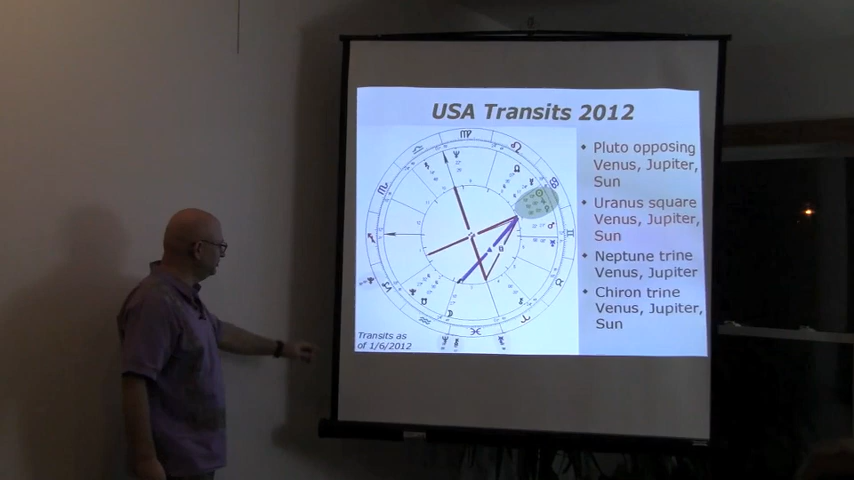 USA Transits 2012
Pluto opposing
Venus, Jupiter,
Sun
Uranus square
Venus, Jupiter,
Sun
Neptune trine
Venus, Jupiter
Chiron trine
Venus, Jupiter,
Sun
Transits as
of 1/6/2012